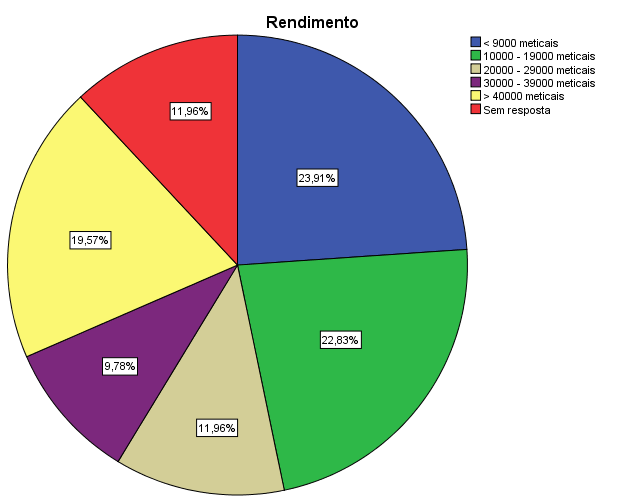 Rendimento
< 9000 meticais
10000 - 19000 meticais
20000 - 29000 meticais
30000 - 39000 meticais
> 40000 meticais
Sem resposta
11,96%
23,91%
19,57%
22,83%
9,78%
11,96%